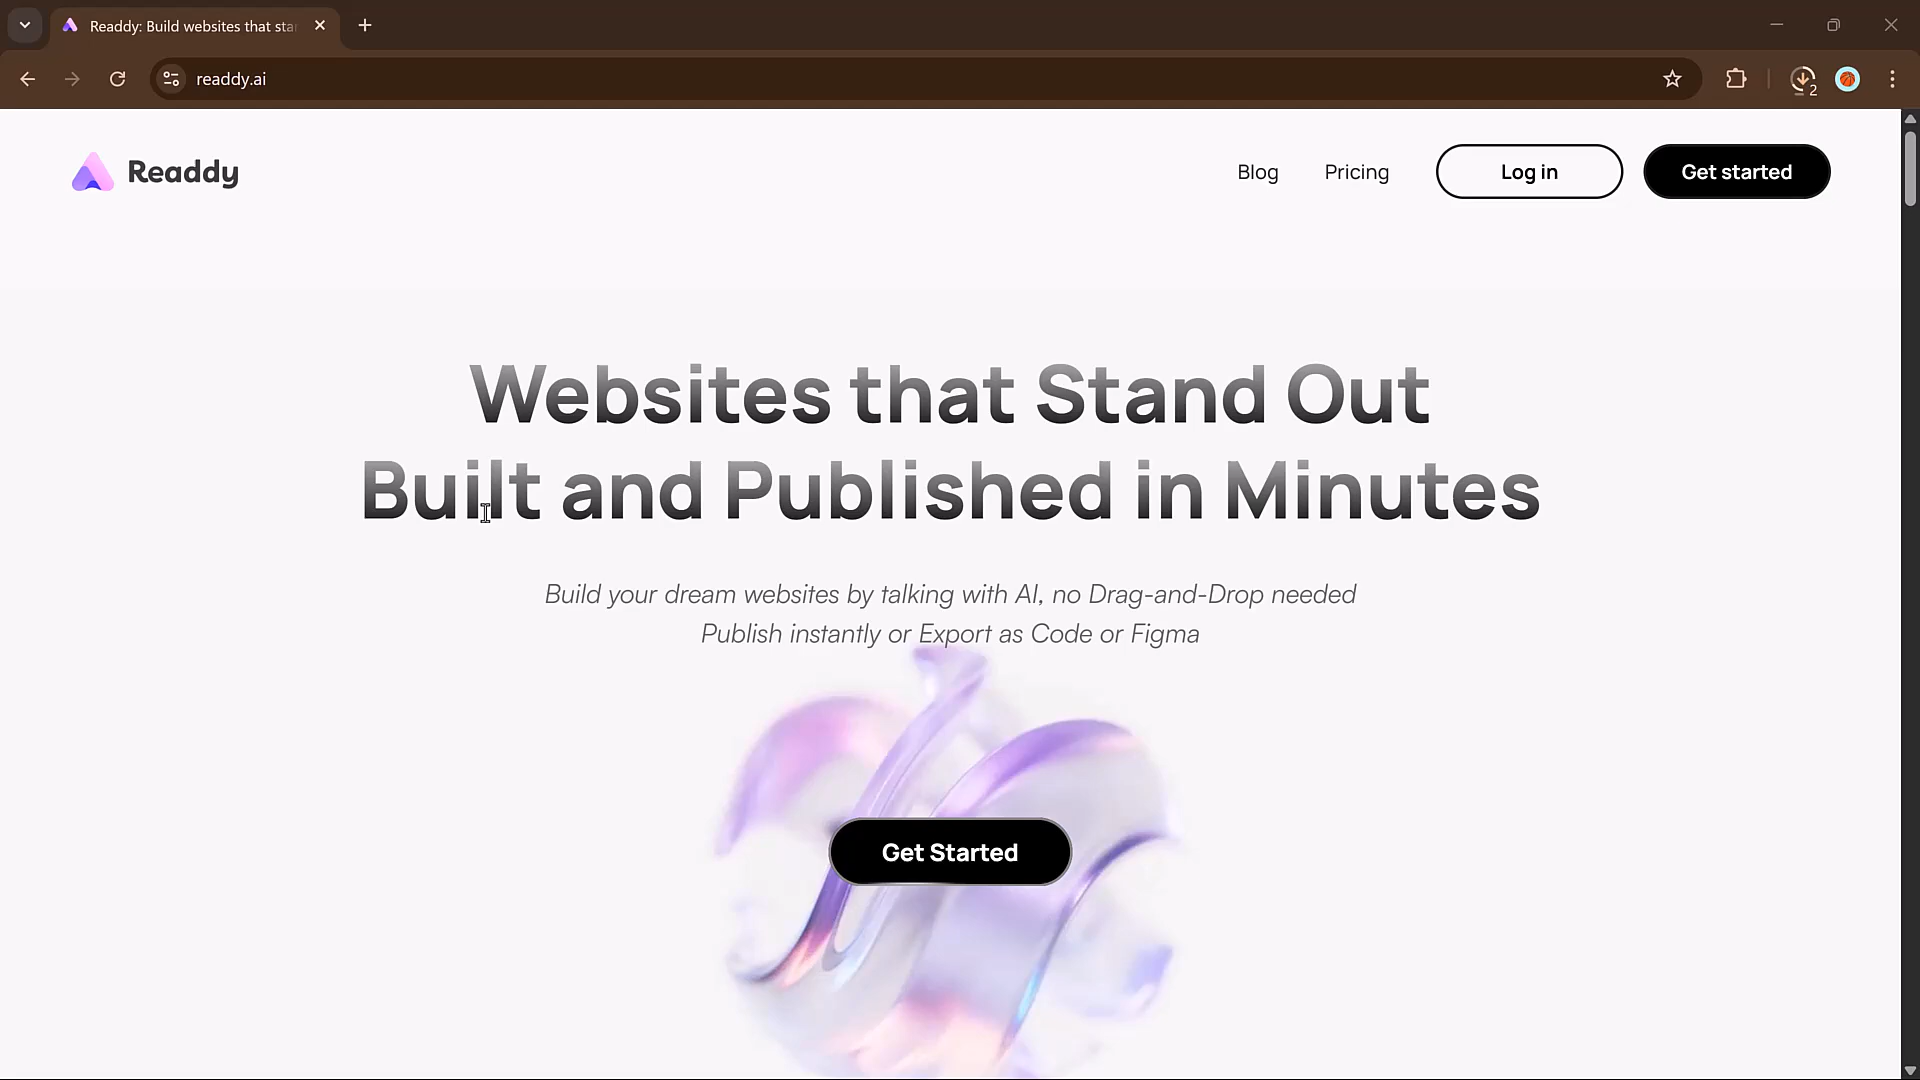 Readdy: Build websites that sta
readdy.ai
2
Readdy
Blog
Pricing
Log in
Get started
Websites that Stand Out
Built and Published in Minutes
Build your dream websites by talking with AI, no Drag-and-Drop needed
Publish instantly or Export as Code or Figma
Get Started